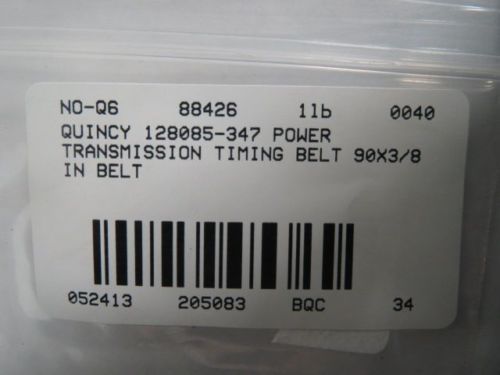 NO-Q6 88426 1lb 0040
QUINCY 128085-347 POWER
TRANSMISSION TIMING BELT 90X3/8
IN BELT
052413 205083 BQC 34